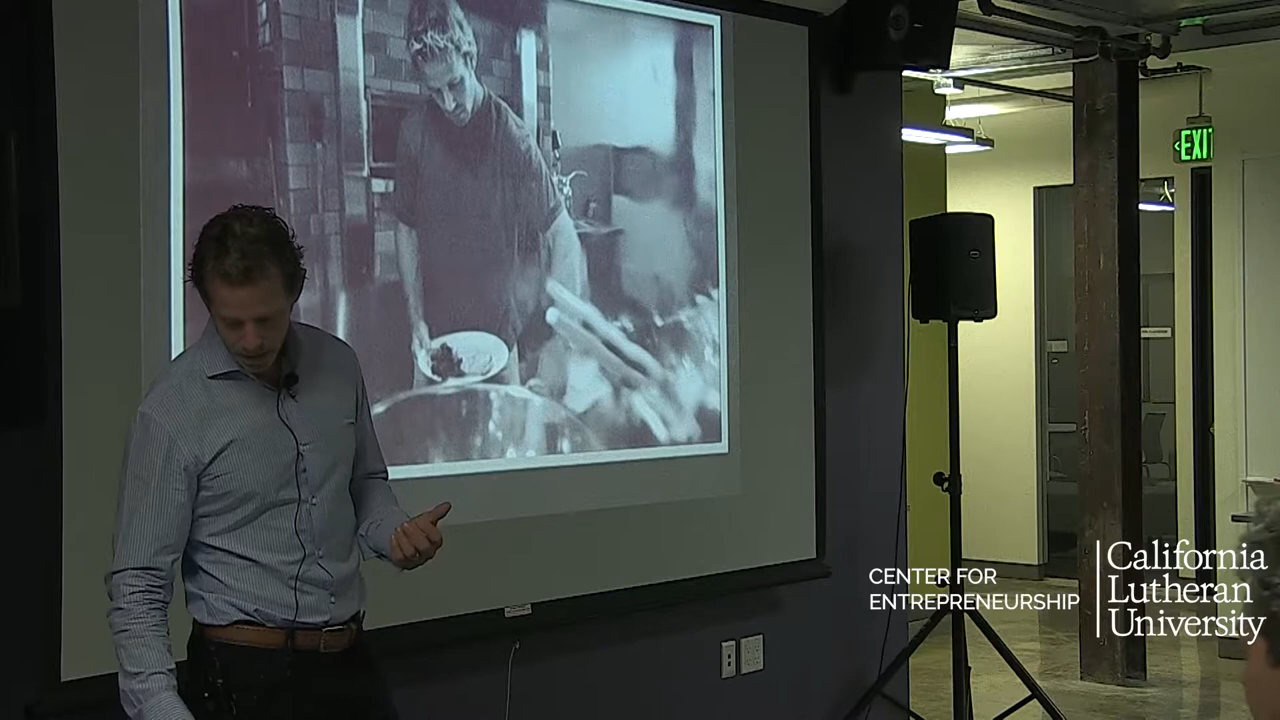 EXIT
CENTER FOR
ENTREPRENEURSHIP
California
Lutheran
University